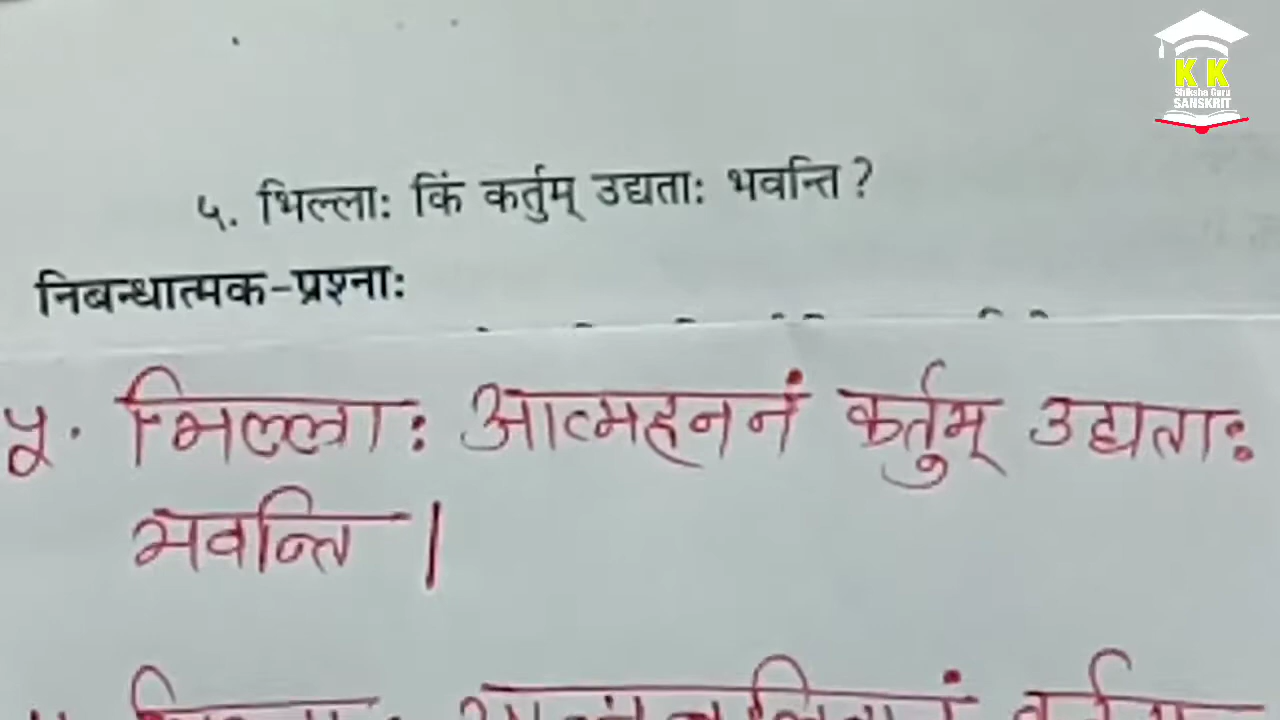 K K
Shiksha Guru
SANSKRIT
५. भिल्लाः किं कर्तुम् उद्यताः भवन्ति?
निबन्धात्मक-प्रश्नाः
५. भिल्लाः आत्महननं कर्तुम् उद्यताः
भवन्ति।